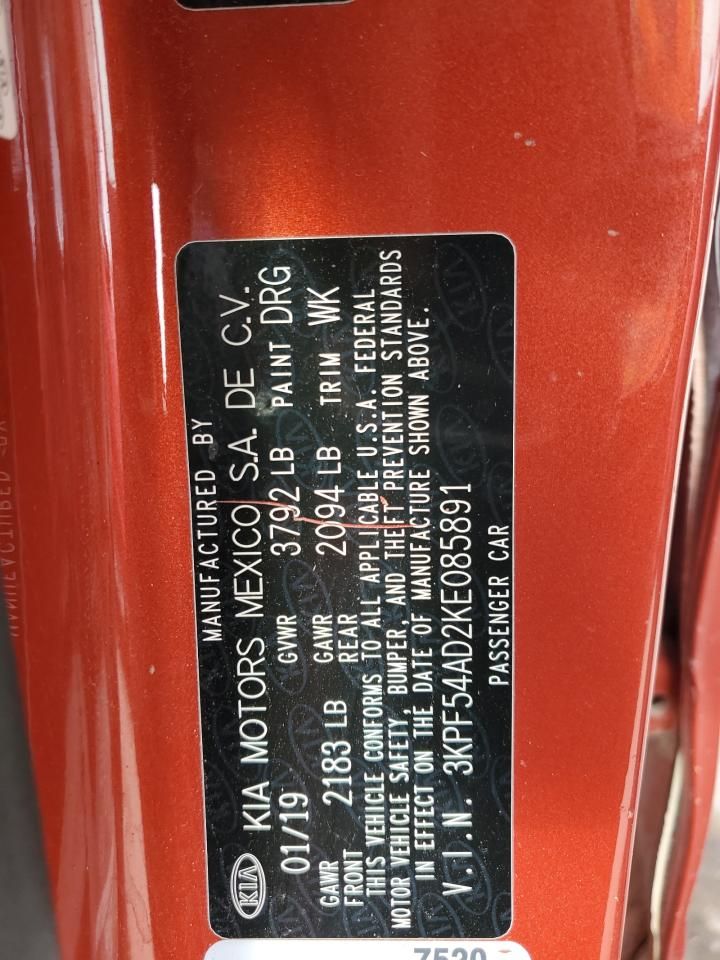 MANUFACTURED BY
KIA KIA MOTORS MEXICO S.A. DE C.V.
01/19 GVWR 3792 LB PAINT DRG
GAWR FRONT 2183 LB GAWR REAR 2094 LB TRIM WK
THIS VEHICLE CONFORMS TO ALL APPLICABLE U.S.A. FEDERAL
MOTOR VEHICLE SAFETY, BUMPER, AND THEFT PREVENTION STANDARDS
IN EFFECT ON THE DATE OF MANUFACTURE SHOWN ABOVE.
V.I.N. 3KPF54AD2KE085891
PASSENGER CAR
7520